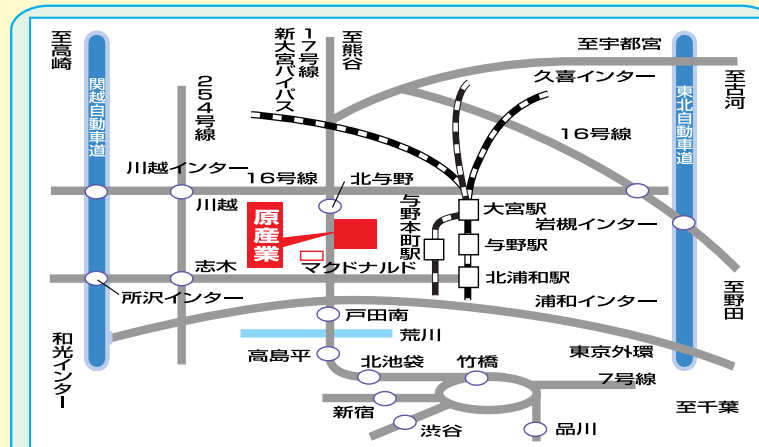 至高崎
関越自動車道
254号線
17号線
新大宮バイパス
至熊谷
至宇都宮
久喜インター
東北自動車道
至古河
16号線
川越インター
16号線
北与野
川越
原産業
与野本町駅
大宮駅
岩槻インター
与野駅
マクドナルド
志木
北浦和駅
所沢インター
浦和インター
至野田
戸田南
荒川
和光インター
高島平
東京外環
北池袋
竹橋
7号線
新宿
至千葉
渋谷
品川